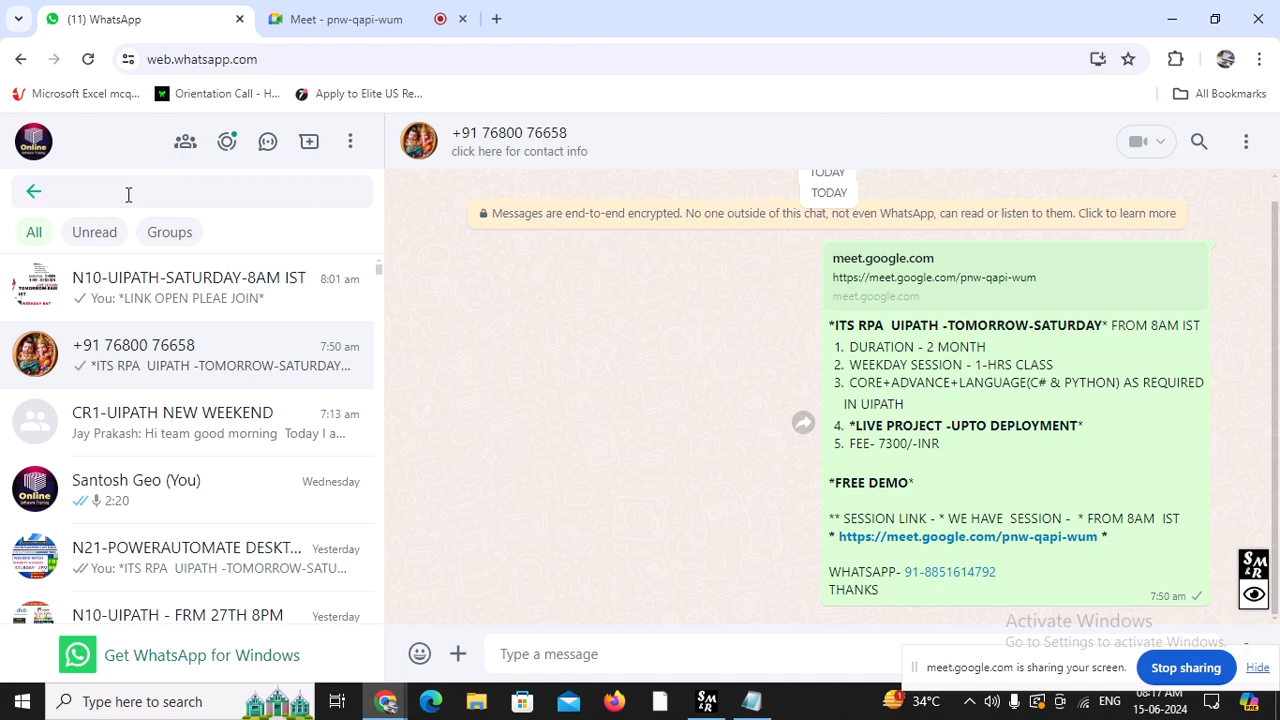 (11) WhatsApp
Meet - pnw-qapi-wum
web.whatsapp.com
Microsoft Excel mcq...
Orientation Call - H...
Apply to Elite US Re...
All Bookmarks
+91 76800 76658
click here for contact info
All
Unread
Groups
N10-UIPATH-SATURDAY-8AM IST
8:01 am
You: *LINK OPEN PLEAE JOIN*
+91 76800 76658
7:50 am
*ITS RPA UIPATH -TOMORROW-SATURDAY...
CR1-UIPATH NEW WEEKEND
7:13 am
Jay Prakash: Hi team good morning Today I a...
Santosh Geo (You)
Wednesday
2:20
N21-POWERAUTOMATE DESKT...
Yesterday
You: *ITS RPA UIPATH -TOMORROW-SATU...
N10-UIPATH - FRM 27TH 8PM
Yesterday
Get WhatsApp for Windows
TODAY
TODAY
Messages are end-to-end encrypted. No one outside of this chat, not even WhatsApp, can read or listen to them. Click to learn more
meet.google.com
https://meet.google.com/pnw-qapi-wum
meet.google.com
*ITS RPA UIPATH -TOMORROW-SATURDAY* FROM 8AM IST
1. DURATION - 2 MONTH
2. WEEKDAY SESSION - 1-HRS CLASS
3. CORE+ADVANCE+LANGUAGE(C# & PYTHON) AS REQUIRED
IN UIPATH
4. *LIVE PROJECT -UPTO DEPLOYMENT*
5. FEE- 7300/-INR
*FREE DEMO*
** SESSION LINK - * WE HAVE SESSION - * FROM 8AM IST
* https://meet.google.com/pnw-qapi-wum *
WHATSAPP- 91-8851614792
THANKS
7:50 am
Type a message
Activate Windows
Go to Settings to activate Windows.
meet.google.com is sharing your screen.
Stop sharing
Hide
Type here to search
34°C
ENG
08:17 AM
15-06-2024